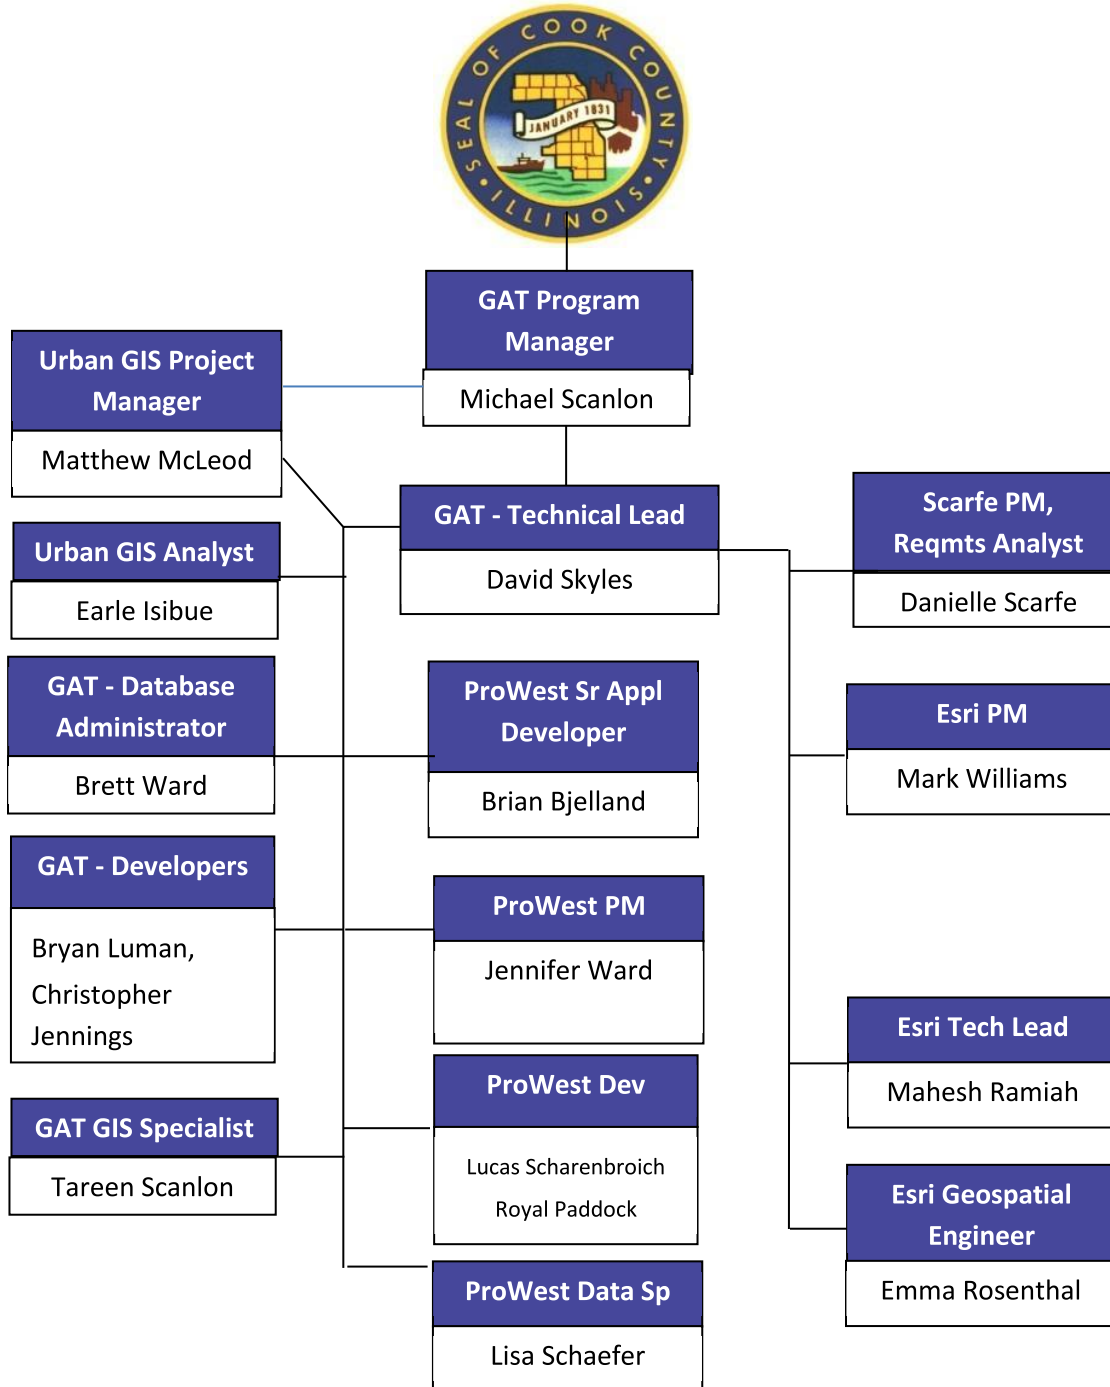 SEAL OF COOK COUNTY
• ILLINOIS •
JANUARY 1831
GAT Program
Manager
Michael Scanlon
Urban GIS Project
Manager
Matthew McLeod
GAT - Technical Lead
David Skyles
Scarfe PM,
Reqmts Analyst
Danielle Scarfe
Urban GIS Analyst
Earle Isibue
GAT - Database
Administrator
Brett Ward
ProWest Sr Appl
Developer
Brian Bjelland
Esri PM
Mark Williams
GAT - Developers
Bryan Luman,
Christopher
Jennings
ProWest PM
Jennifer Ward
Esri Tech Lead
Mahesh Ramiah
ProWest Dev
Lucas Scharenbroich
Royal Paddock
GAT GIS Specialist
Tareen Scanlon
Esri Geospatial
Engineer
Emma Rosenthal
ProWest Data Sp
Lisa Schaefer